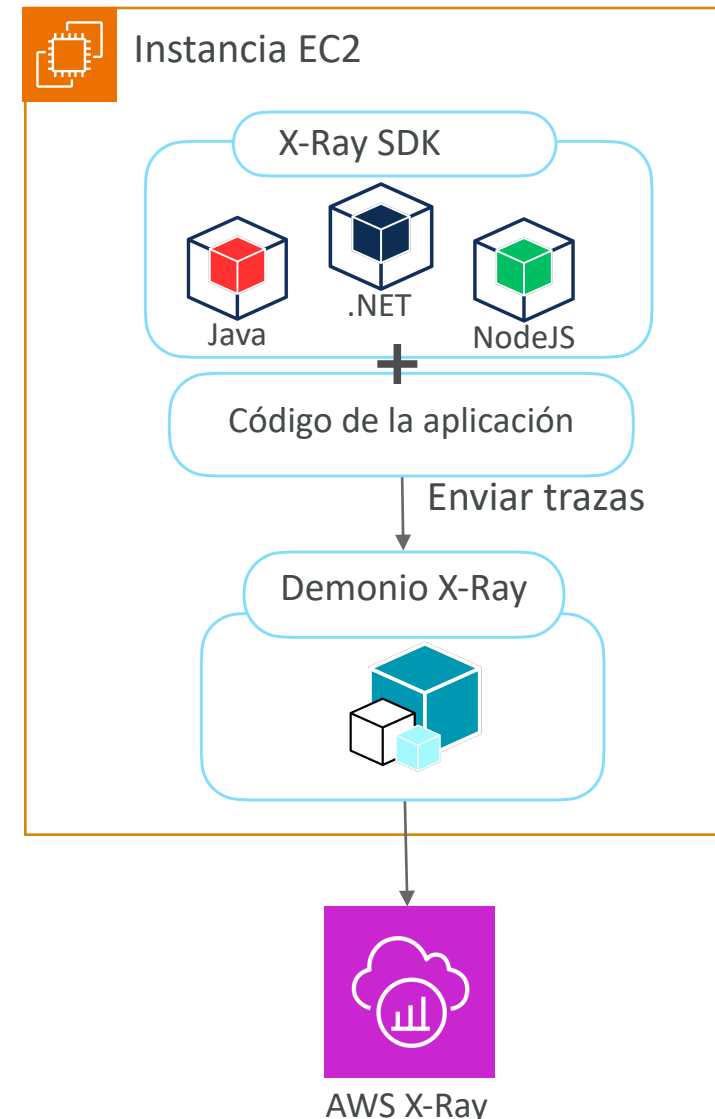 Instancia EC2
X-Ray SDK
Java
.NET
NodeJS
+
Código de la aplicación
Enviar trazas
Demonio X-Ray
AWS X-Ray